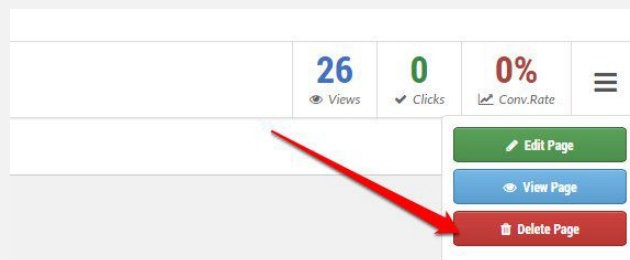 26 0 0%
Views Clicks Conv.Rate
Edit Page
View Page
Delete Page